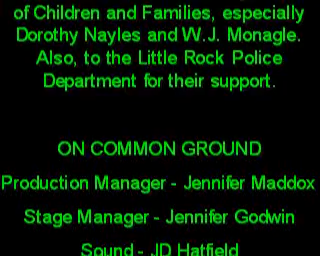 of Children and Families, especially
Dorothy Nayles and W.J. Monagle.
Also, to the Little Rock Police
Department for their support.
ON COMMON GROUND
Production Manager - Jennifer Maddox
Stage Manager - Jennifer Godwin
Sound - JD Hatfield